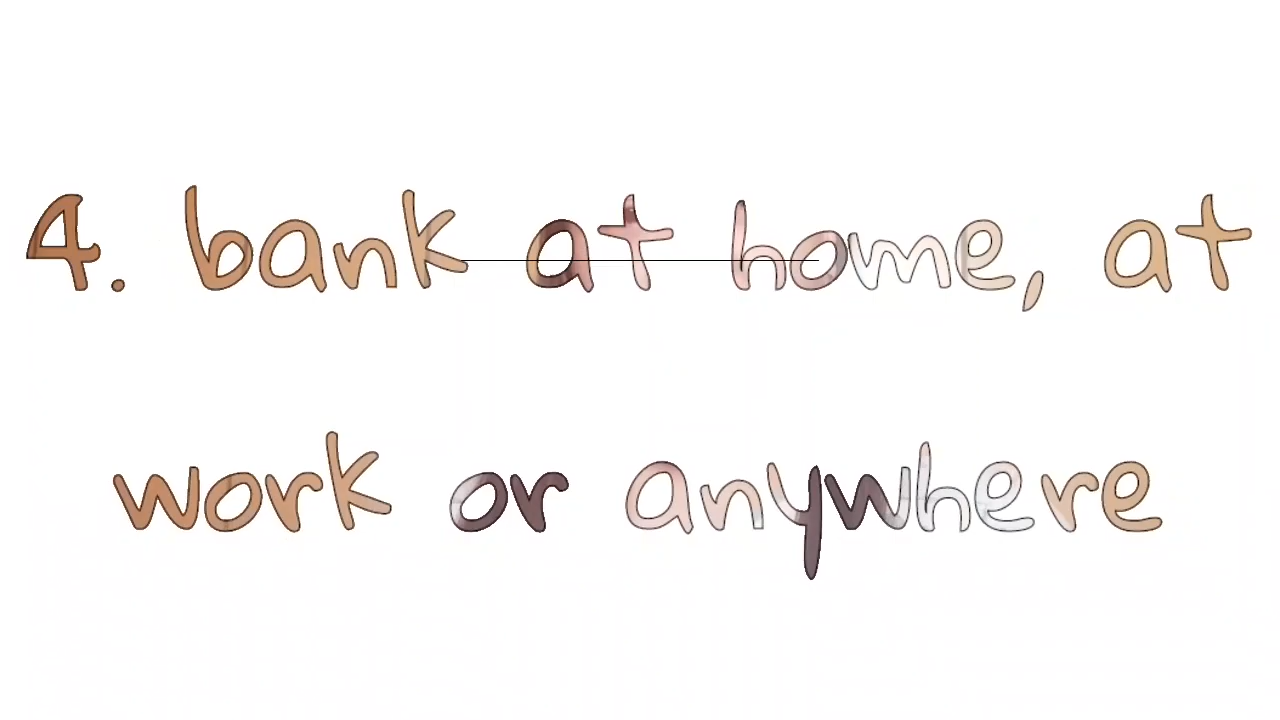 4. bank at home, at
work or anywhere